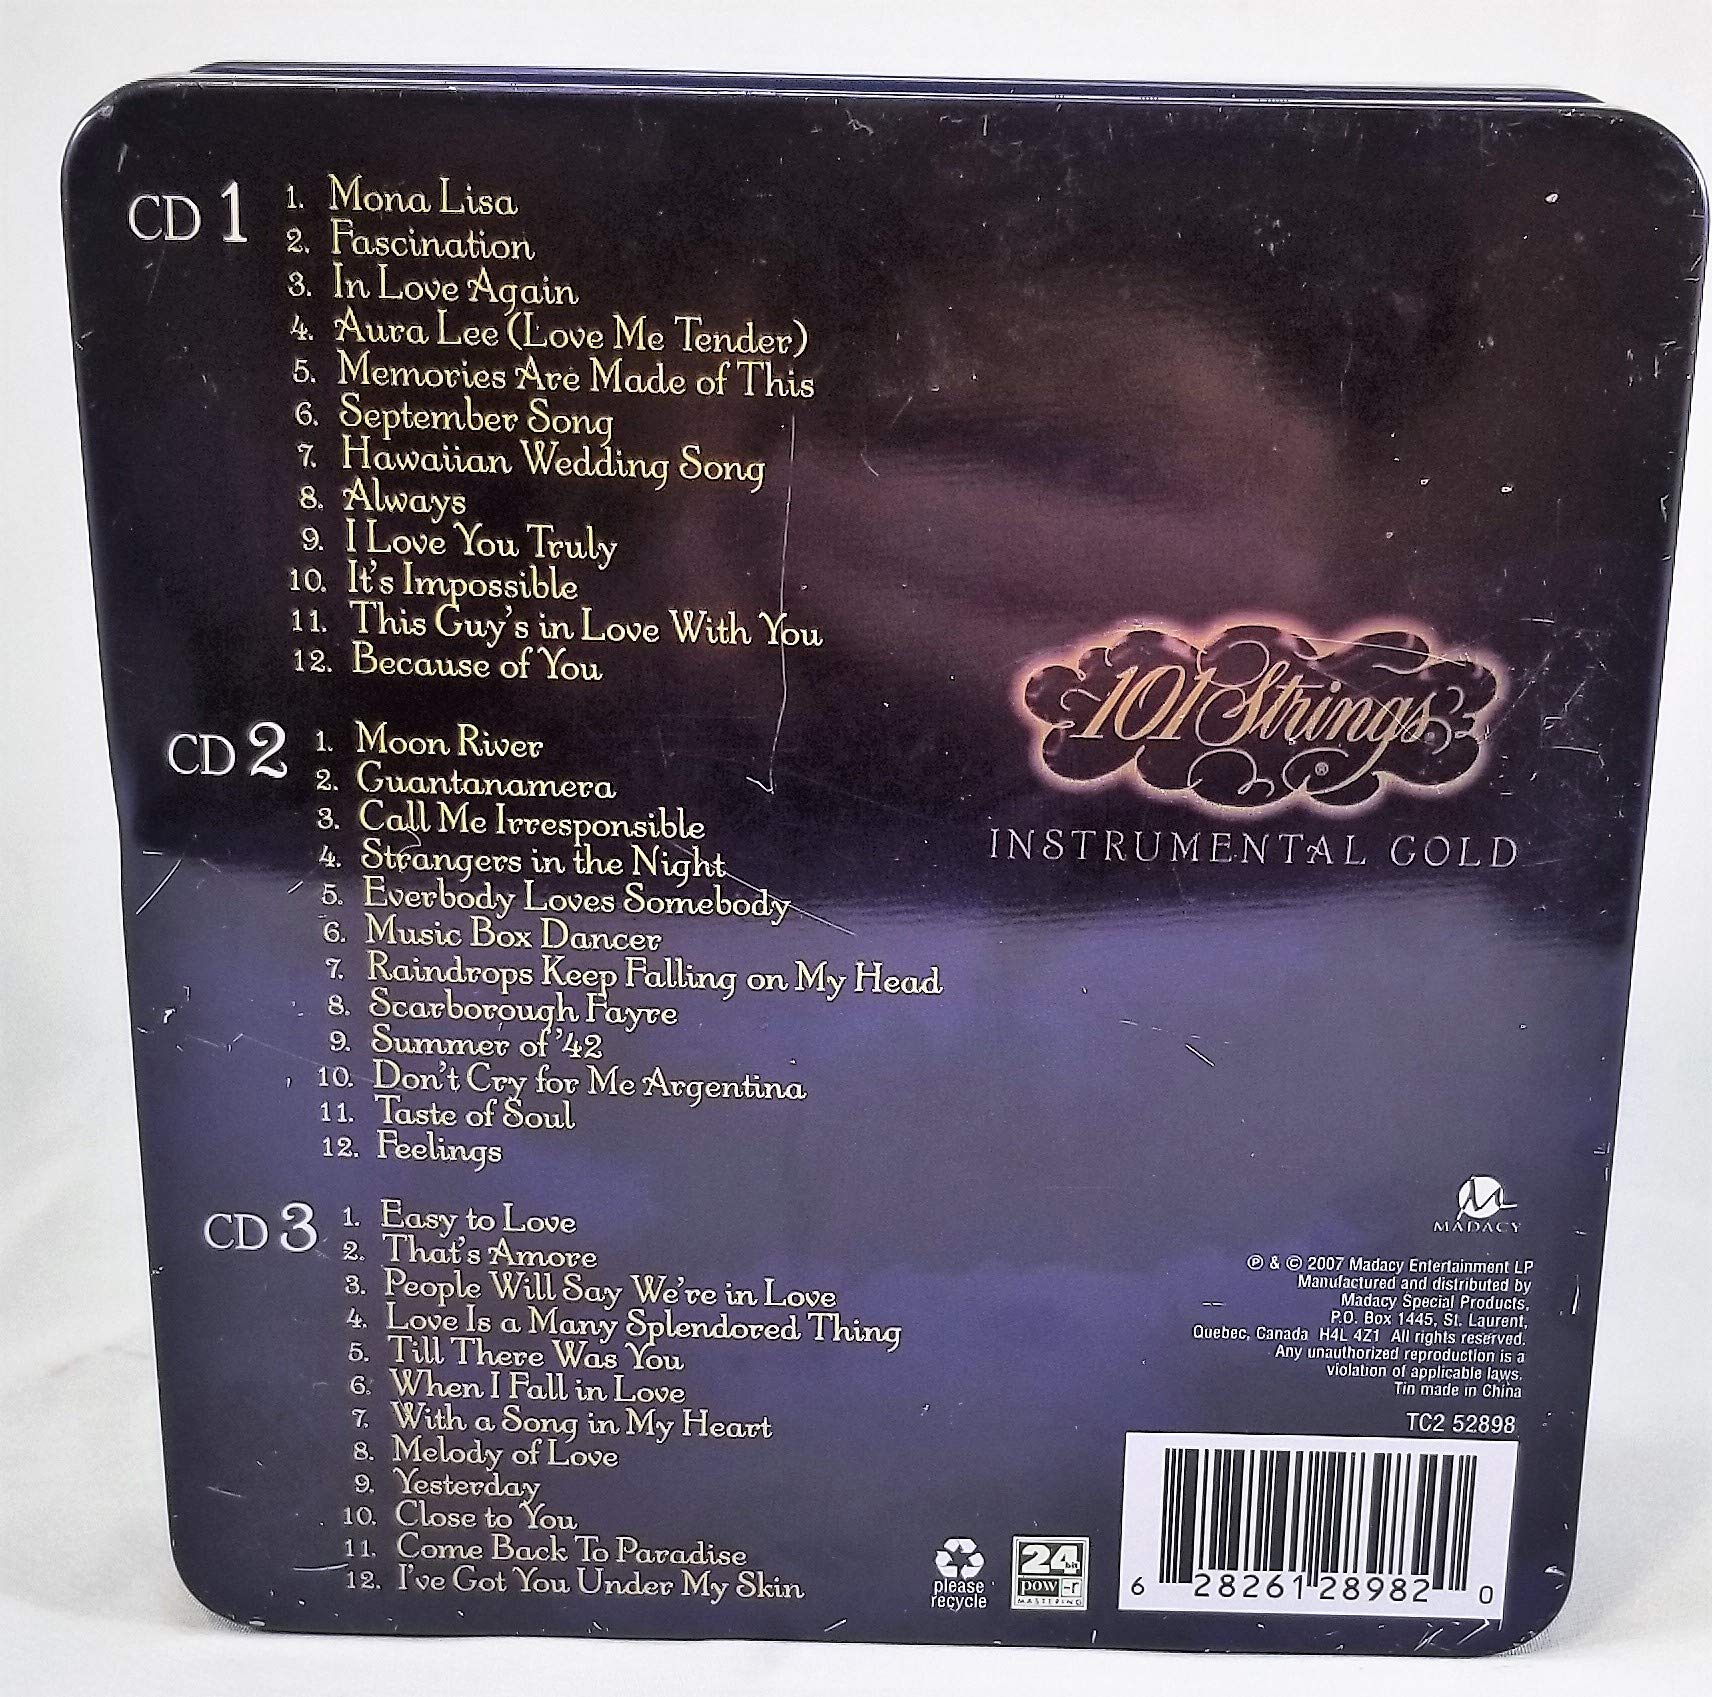 CD 1
1. Mona Lisa
2. Fascination
3. In Love Again
4. Aura Lee (Love Me Tender)
5. Memories Are Made of This
6. September Song
7. Hawaiian Wedding Song
8. Always
9. I Love You Truly
10. It's Impossible
11. This Guy's in Love With You
12. Because of You
CD 2
1. Moon River
2. Guantanamera
3. Call Me Irresponsible
4. Strangers in the Night
5. Everbody Loves Somebody
6. Music Box Dancer
7. Raindrops Keep Falling on My Head
8. Scarborough Fayre
9. Summer of '42
10. Don't Cry for Me Argentina
11. Taste of Soul
12. Feelings
CD 3
1. Easy to Love
2. That's Amore
3. People Will Say We're in Love
4. Love Is a Many Splendored Thing
5. Till There Was You
6. When I Fall in Love
7. With a Song in My Heart
8. Melody of Love
9. Yesterday
10. Close to You
11. Come Back To Paradise
12. I've Got You Under My Skin
101 Strings ®
INSTRUMENTAL GOLD
MADACY
℗ & © 2007 Madacy Entertainment LP
Manufactured and distributed by
Madacy Special Products,
P.O. Box 1445, St. Laurent,
Quebec, Canada H4L 4Z1 All rights reserved.
Any unauthorized reproduction is a
violation of applicable laws.
Tin made in China
TC2 52898
please
recycle
24 bit
pow-r
MASTERING
6 28261 28982 0